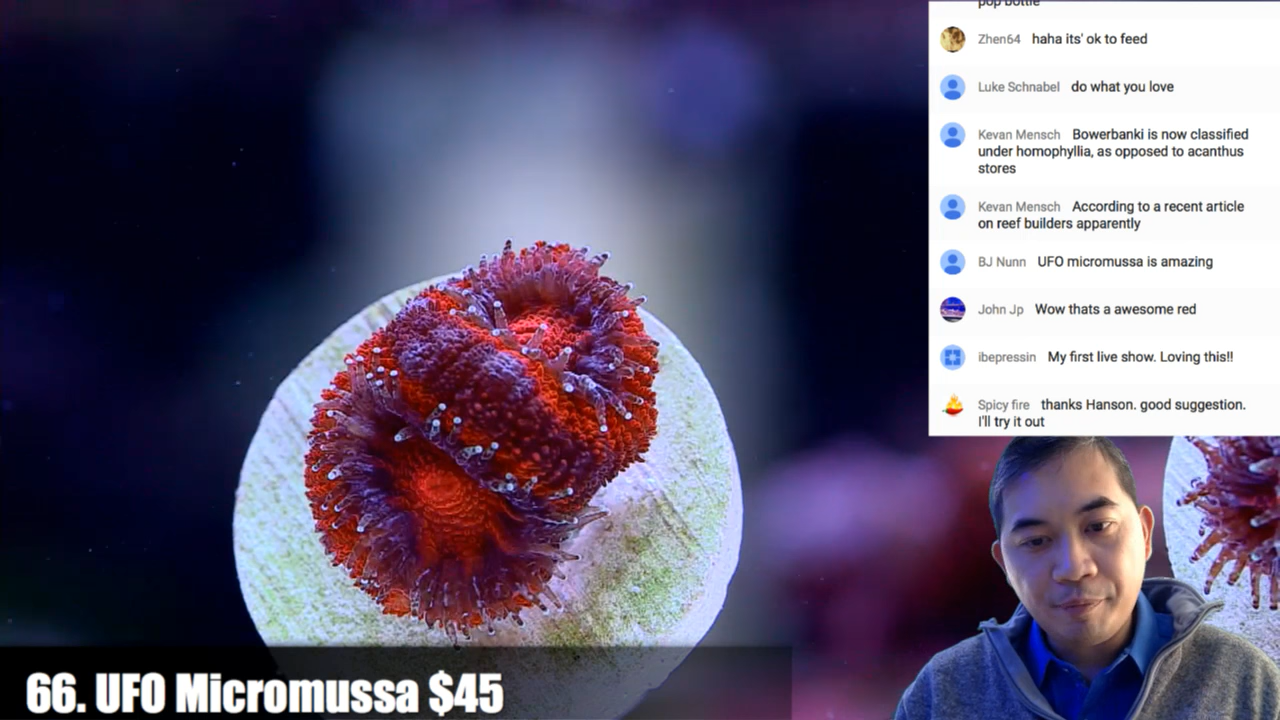 pop bottle
Zhen64 haha its' ok to feed
Luke Schnabel do what you love
Kevan Mensch Bowerbanki is now classified
under homophyllia, as opposed to acanthus
stores
Kevan Mensch According to a recent article
on reef builders apparently
BJ Nunn UFO micromussa is amazing
John Jp Wow thats a awesome red
ibepressin My first live show. Loving this!!
Spicy fire thanks Hanson. good suggestion.
I'll try it out
66. UFO Micromussa $45